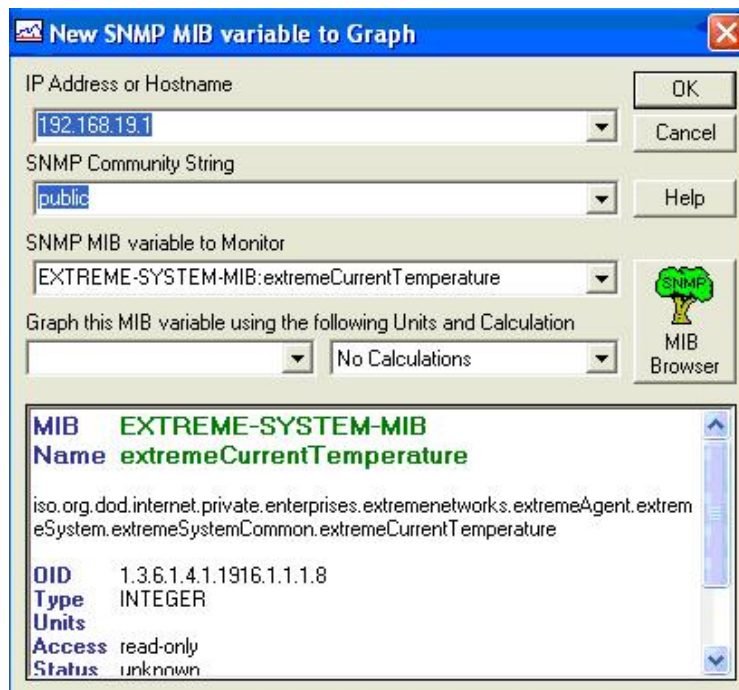 New SNMP MIB variable to Graph
IP Address or Hostname
OK
192.168.19.1
Cancel
SNMP Community String
public
Help
SNMP MIB variable to Monitor
EXTREME-SYSTEM-MIB:extremeCurrentTemperature
SNMP
MIB
Browser
Graph this MIB variable using the following Units and Calculation
No Calculations
MIB EXTREME-SYSTEM-MIB
Name extremeCurrentTemperature
iso.org.dod.internet.private.enterprises.extremenetworks.extremeAgent.extrem
eSystem.extremeSystemCommon.extremeCurrentTemperature
OID 1.3.6.1.4.1.1916.1.1.1.8
Type INTEGER
Units
Access read-only
Status unknown